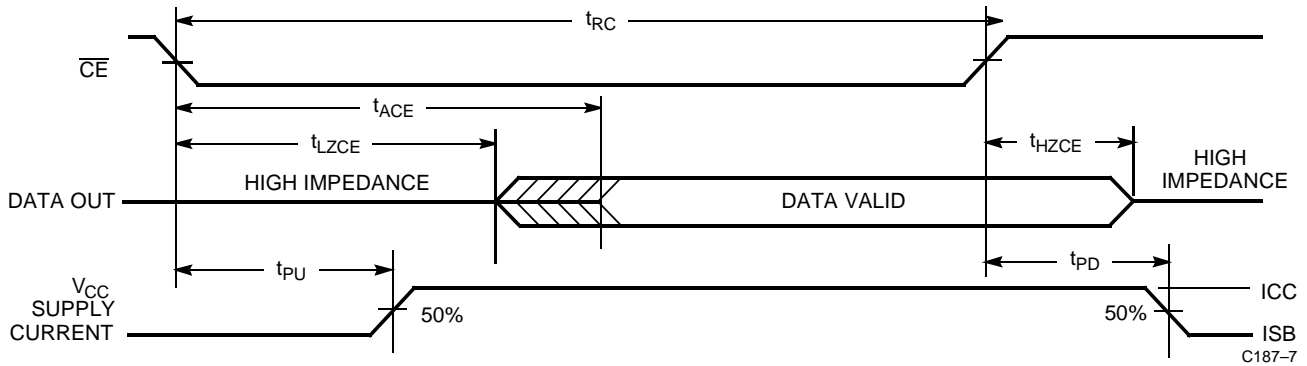 tRC
CE
tACE
tLZCE
tHZCE
HIGH IMPEDANCE
HIGH
IMPEDANCE
DATA OUT
DATA VALID
tPU
tPD
VCC
SUPPLY
CURRENT
50%
50%
ICC
ISB
C187–7